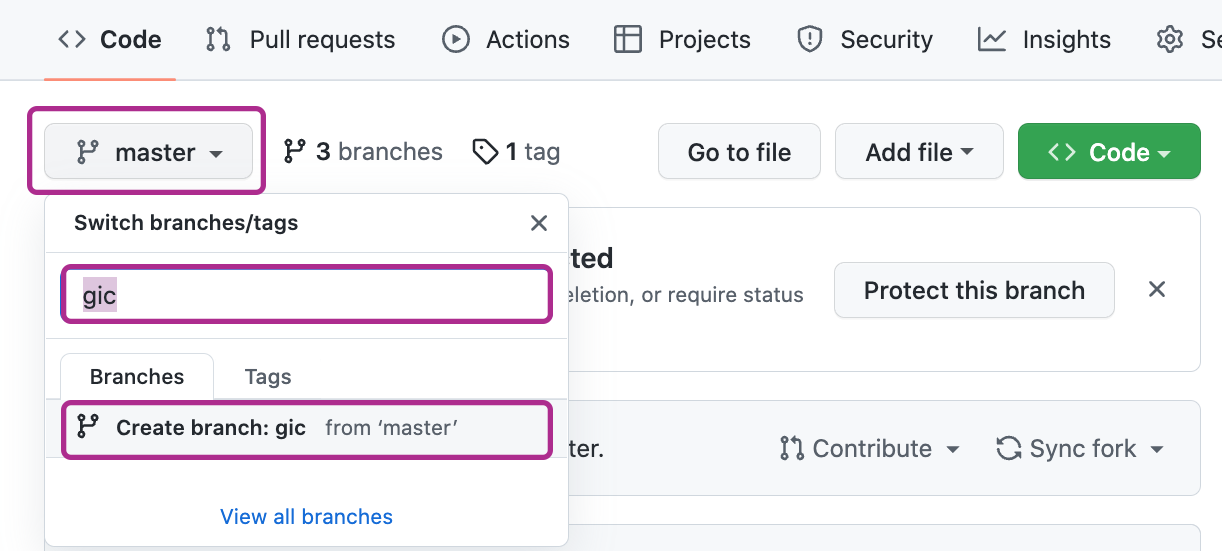 Code Pull requests Actions Projects Security Insights
master 3 branches 1 tag Go to file Add file Code
Switch branches/tags
gic
ted
eletion, or require status
Protect this branch
Branches Tags
Create branch: gic from ‘master’
ter. Contribute Sync fork
View all branches